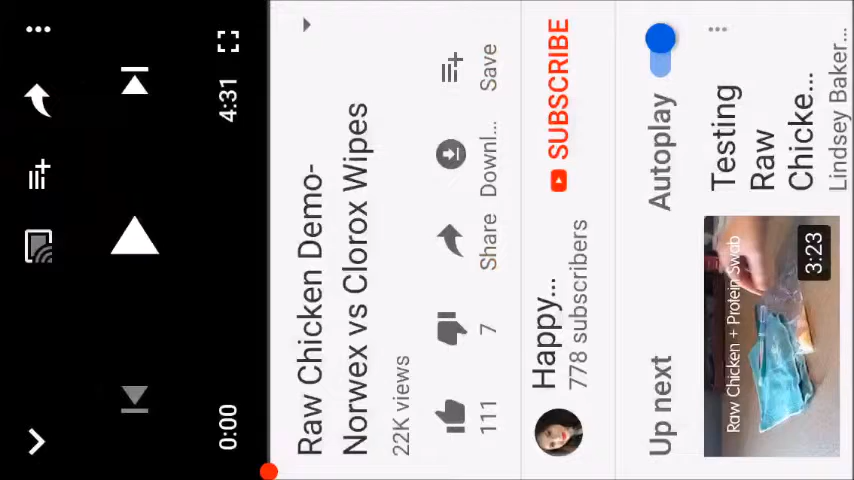 0:00
4:31
Raw Chicken Demo-
Norwex vs Clorox Wipes
22K views
111
7
Share
Downl...
Save
Happy...
778 subscribers
SUBSCRIBE
Up next
Autoplay
Raw Chicken + Protein Swab
3:23
Testing
Raw
Chicke...
Lindsey Baker...